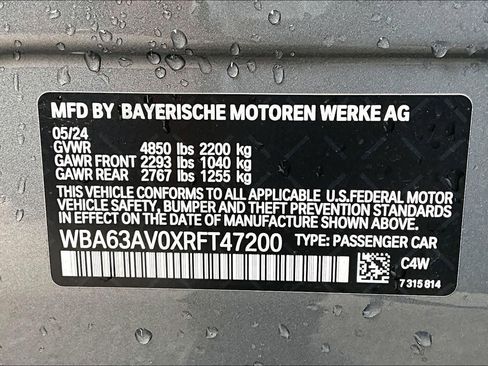 MFD BY BAYERISCHE MOTOREN WERKE AG
05/24
GVWR 4850 lbs 2200 kg
GAWR FRONT 2293 lbs 1040 kg
GAWR REAR 2767 lbs 1255 kg
THIS VEHICLE CONFORMS TO ALL APPLICABLE U.S.FEDERAL MOTOR
VEHICLE SAFETY, BUMPER AND THEFT PREVENTION STANDARDS
IN EFFECT ON THE DATE OF MANUFACTURE SHOWN ABOVE.
WBA63AV0XRFT47200 TYPE: PASSENGER CAR
C4W
7 315 814